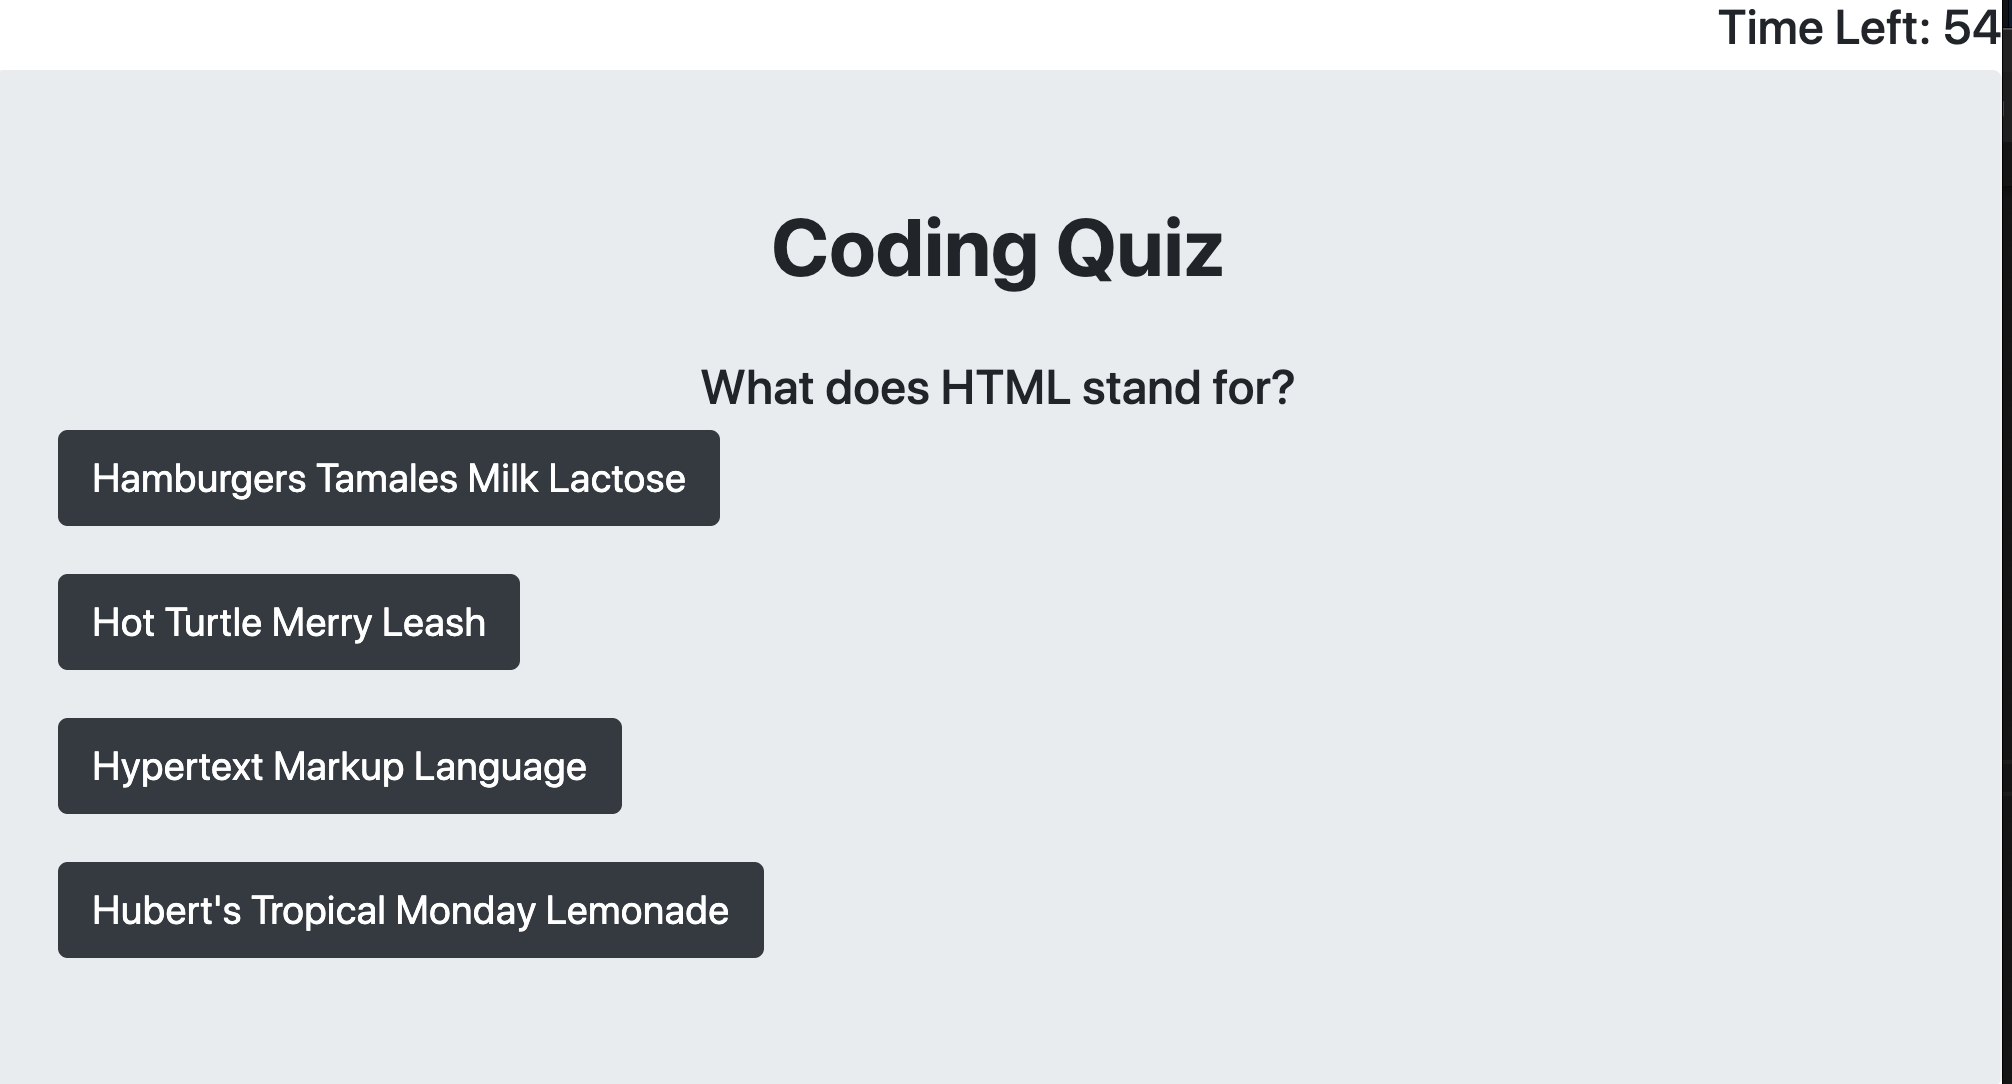 Time Left: 54
Coding Quiz
What does HTML stand for?
Hamburgers Tamales Milk Lactose
Hot Turtle Merry Leash
Hypertext Markup Language
Hubert's Tropical Monday Lemonade